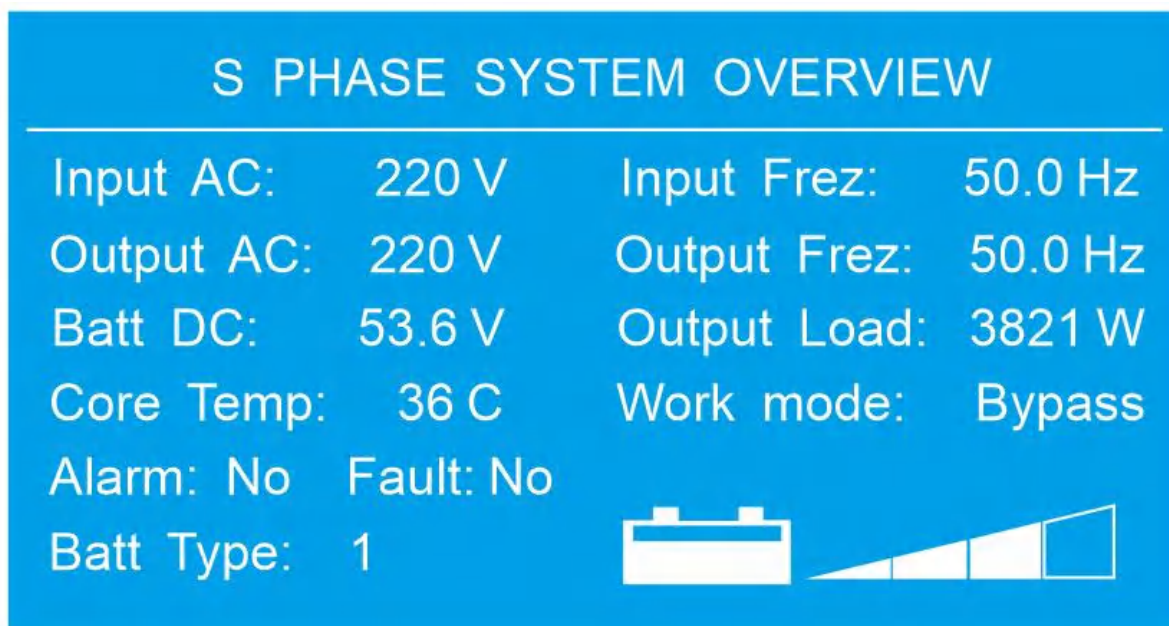 S PHASE SYSTEM OVERVIEW
Input AC: 220 V Input Frez: 50.0 Hz
Output AC: 220 V Output Frez: 50.0 Hz
Batt DC: 53.6 V Output Load: 3821 W
Core Temp: 36 C Work mode: Bypass
Alarm: No Fault: No
Batt Type: 1